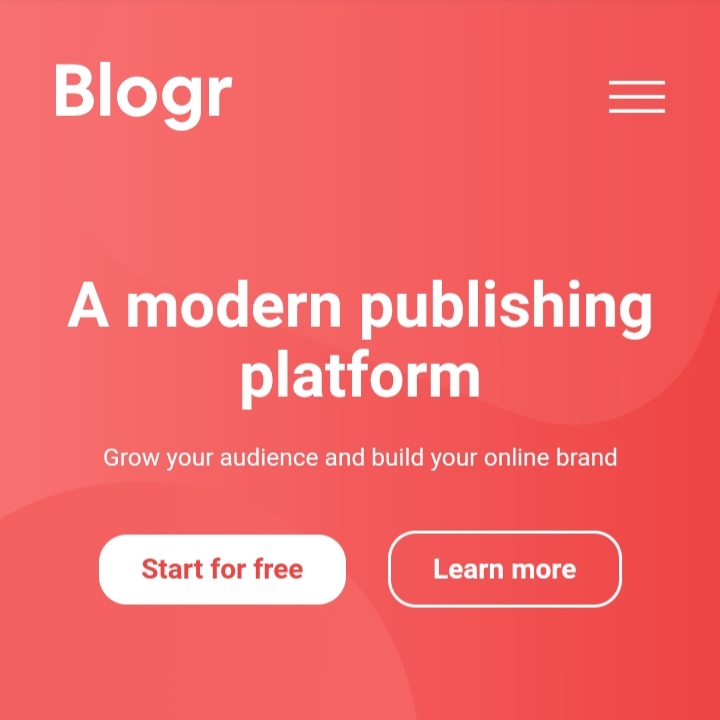 Blogr
A modern publishing
platform
Grow your audience and build your online brand
Start for free
Learn more